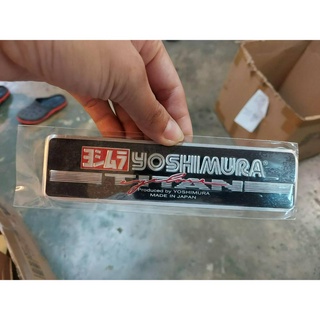 ヨシムラ YOSHIMURA
TITAN
Produced by YOSHIMURA
MADE IN JAPAN